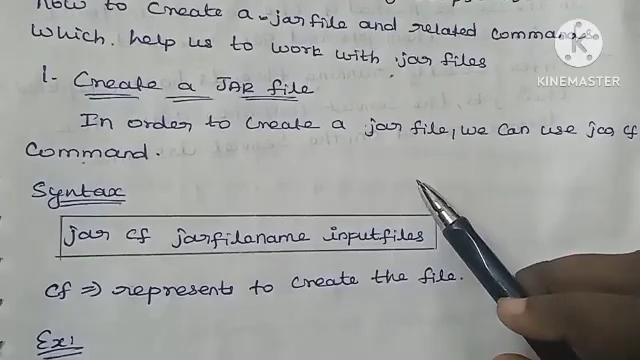 How to create a .jar file and related commands
which help us to work with .jar files
KINEMASTER
1. Create a JAR file
In order to create a jar file, we can use jar cf
command.
Syntax
jar cf jarfilename inputfiles
cf => represents to create the file.
Ex: